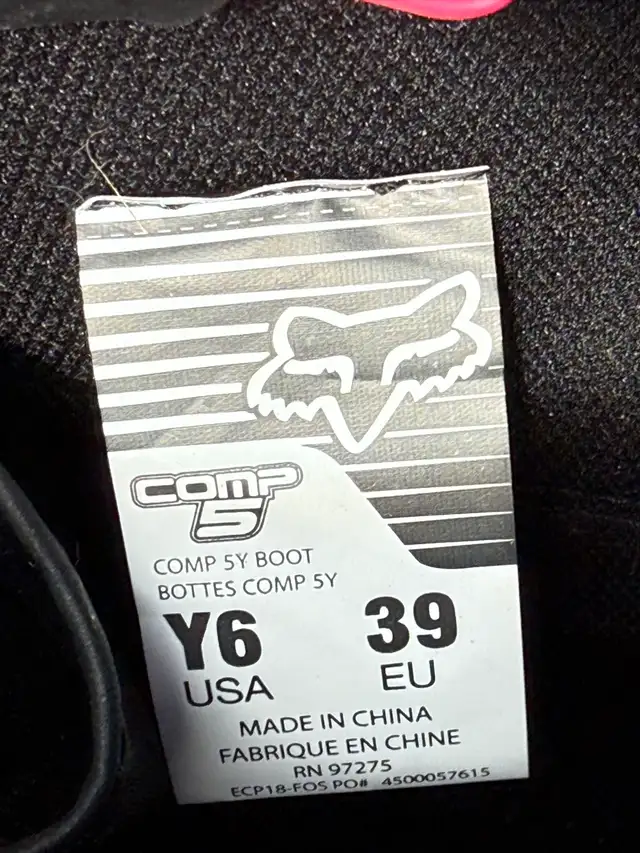 COMP
5
COMP 5Y BOOT
BOTTES COMP 5Y
Y6 39
USA EU
MADE IN CHINA
FABRIQUE EN CHINE
RN 97275
ECP18-FOS PO# 4500057615